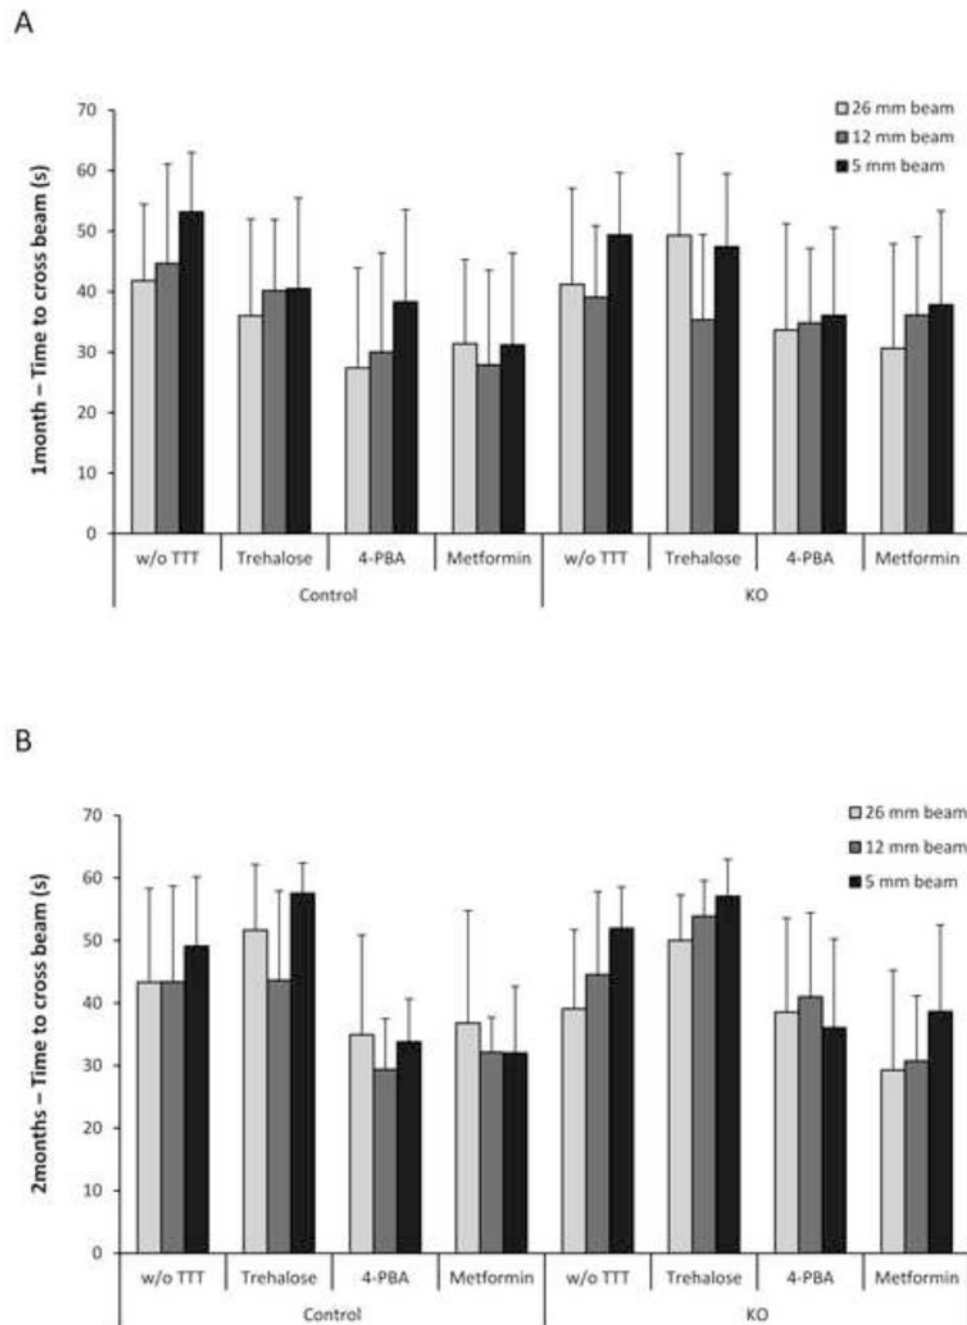 A
70
60
50
40
30
20
10
0
1month – Time to cross beam (s)
26 mm beam
12 mm beam
5 mm beam
w/o TTT Trehalose 4-PBA Metformin w/o TTT Trehalose 4-PBA Metformin
Control KO
B
70
60
50
40
30
20
10
0
2months – Time to cross beam (s)
26 mm beam
12 mm beam
5 mm beam
w/o TTT Trehalose 4-PBA Metformin w/o TTT Trehalose 4-PBA Metformin
Control KO